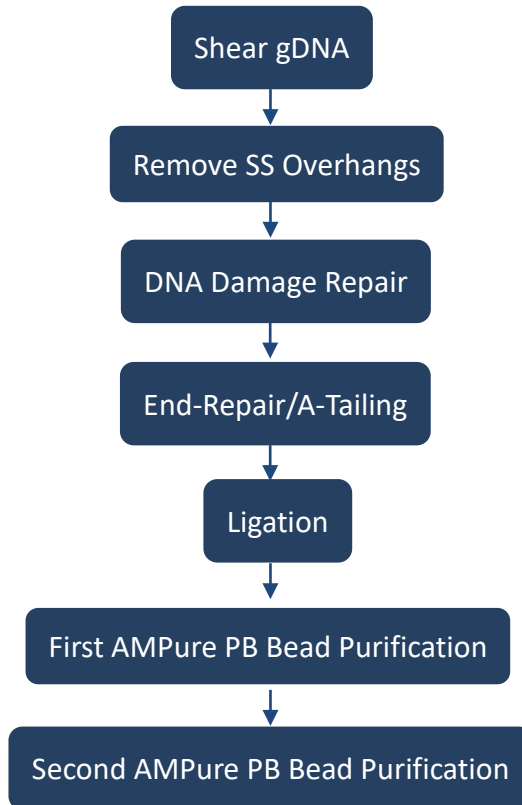 Shear gDNA
Remove SS Overhangs
DNA Damage Repair
End-Repair/A-Tailing
Ligation
First AMPure PB Bead Purification
Second AMPure PB Bead Purification